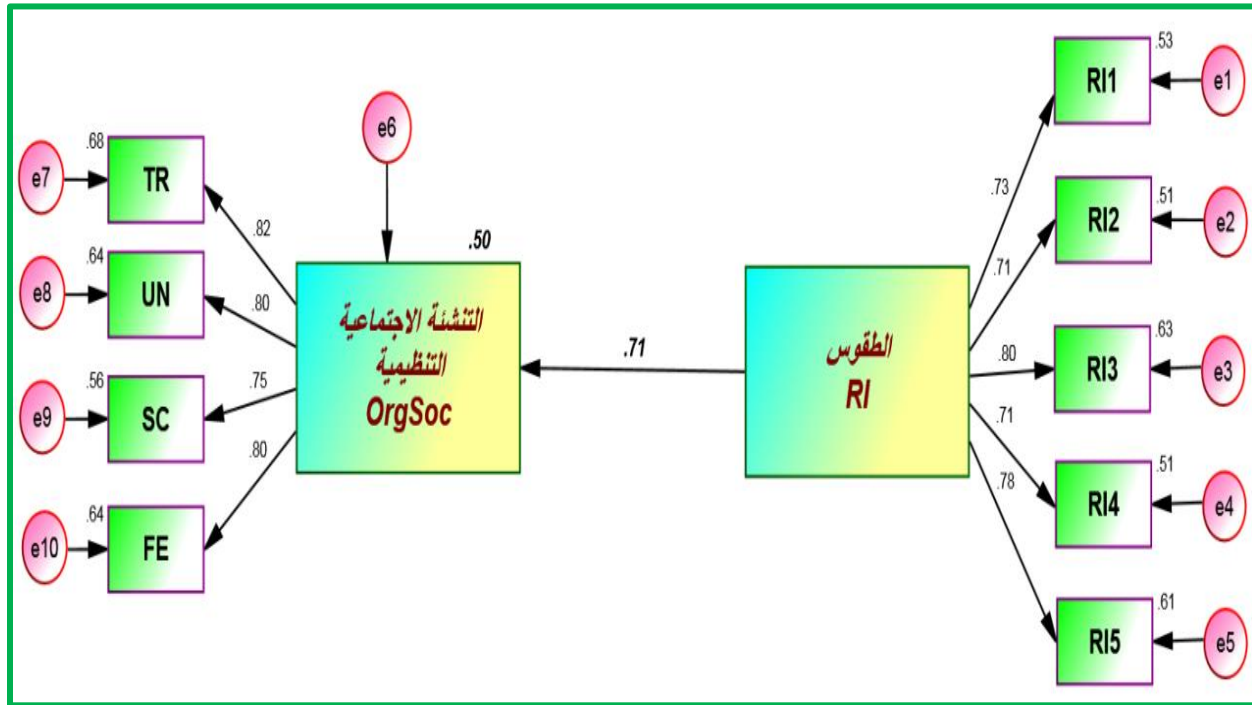 e6
e7
.68
TR
.82
e8
.64
UN
.80
e9
.56
SC
.75
e10
.64
FE
.80
.50
التنشئة الاجتماعية
التنظيمية
OrgSoc
.71
الطقوس
RI
.73
RI1
.53
e1
.71
RI2
.51
e2
.80
RI3
.63
e3
.71
RI4
.51
e4
.78
RI5
.61
e5